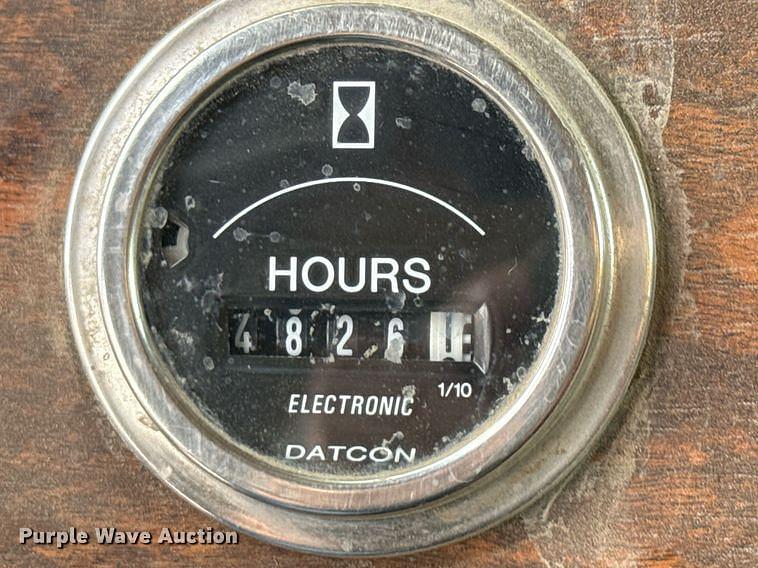 HOURS
4826
1/10
ELECTRONIC
DATCON
Purple Wave Auction